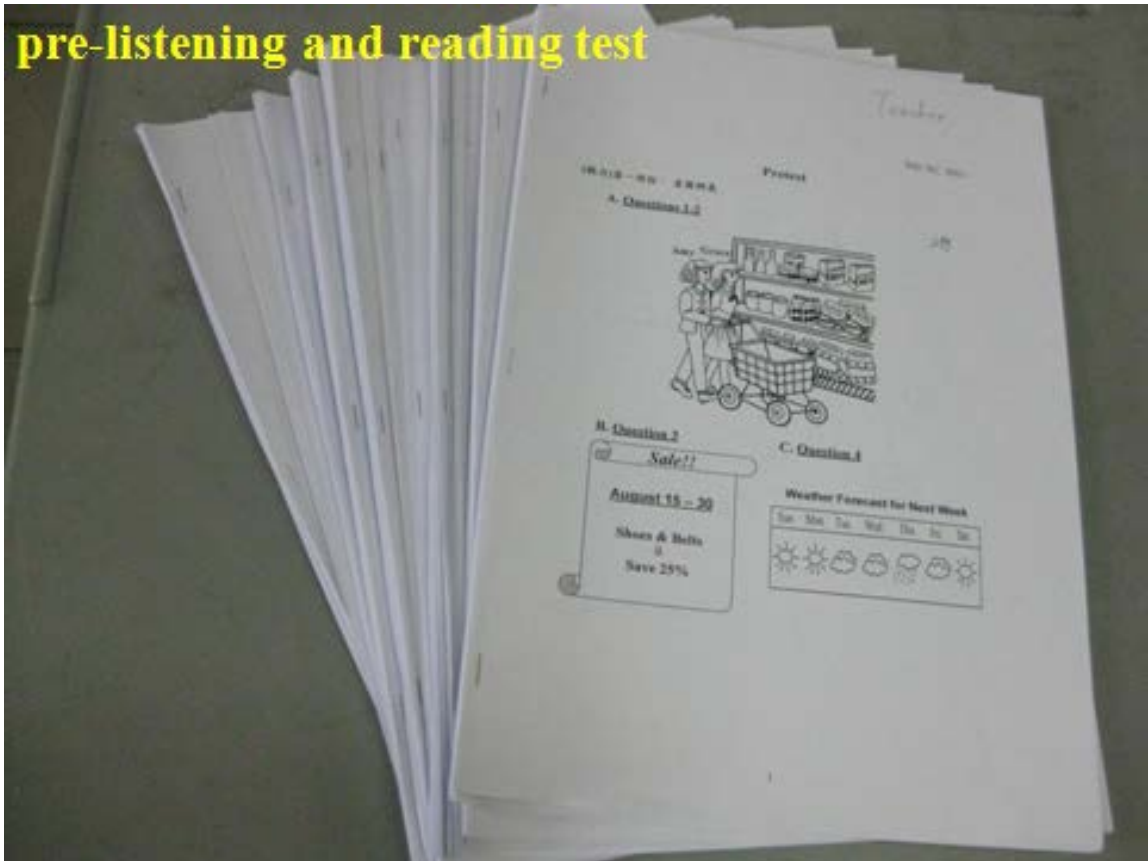 pre-listening and reading test
Teacher
Pretest
A. Questions 1-2
B. Question 3
C. Question 4
Sale!!
August 15 – 30
Shoes & Belts
Save 25%
Weather Forecast for Next Week
Sun Mon Tue Wed Thu Fri Sat
1